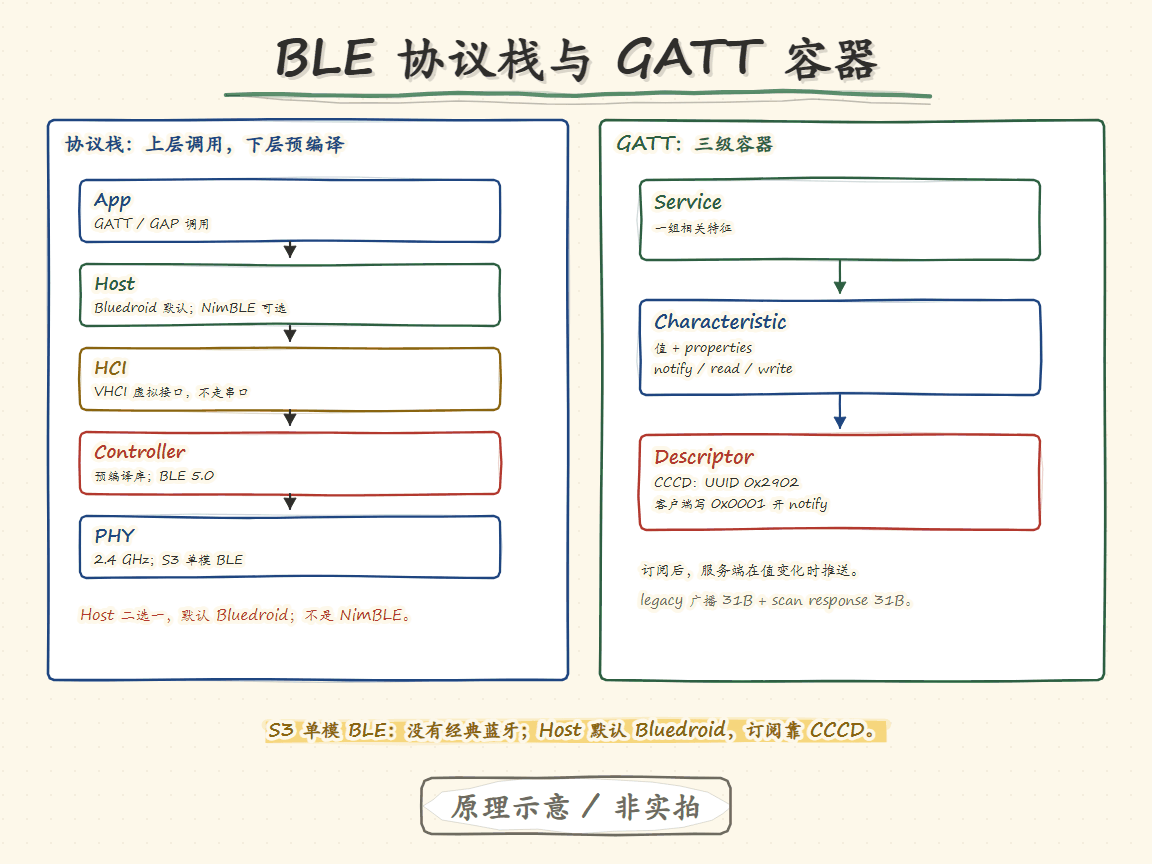 BLE 协议栈与 GATT 容器
协议栈：上层调用，下层预编译
App
GATT / GAP 调用
Host
Bluedroid 默认；NimBLE 可选
HCI
VHCI 虚拟接口，不走串口
Controller
预编译库；BLE 5.0
PHY
2.4 GHz；S3 单模 BLE
Host 二选一，默认 Bluedroid；不是 NimBLE。
GATT：三级容器
Service
一组相关特征
Characteristic
值 + properties
notify / read / write
Descriptor
CCCD：UUID 0x2902
客户端写 0x0001 开 notify
订阅后，服务端在值变化时推送。
legacy 广播 31B + scan response 31B。
S3 单模 BLE：没有经典蓝牙；Host 默认 Bluedroid，订阅靠 CCCD。
原理示意 / 非实拍